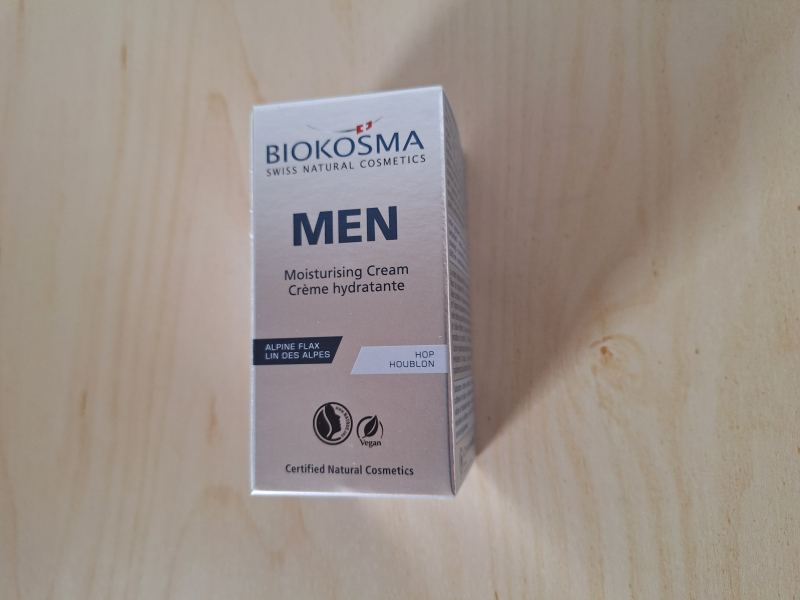 BIOKOSMA
SWISS NATURAL COSMETICS
MEN
Moisturising Cream
Crème hydratante
ALPINE FLAX
LIN DES ALPES
HOP
HOUBLON
Vegan
Certified Natural Cosmetics